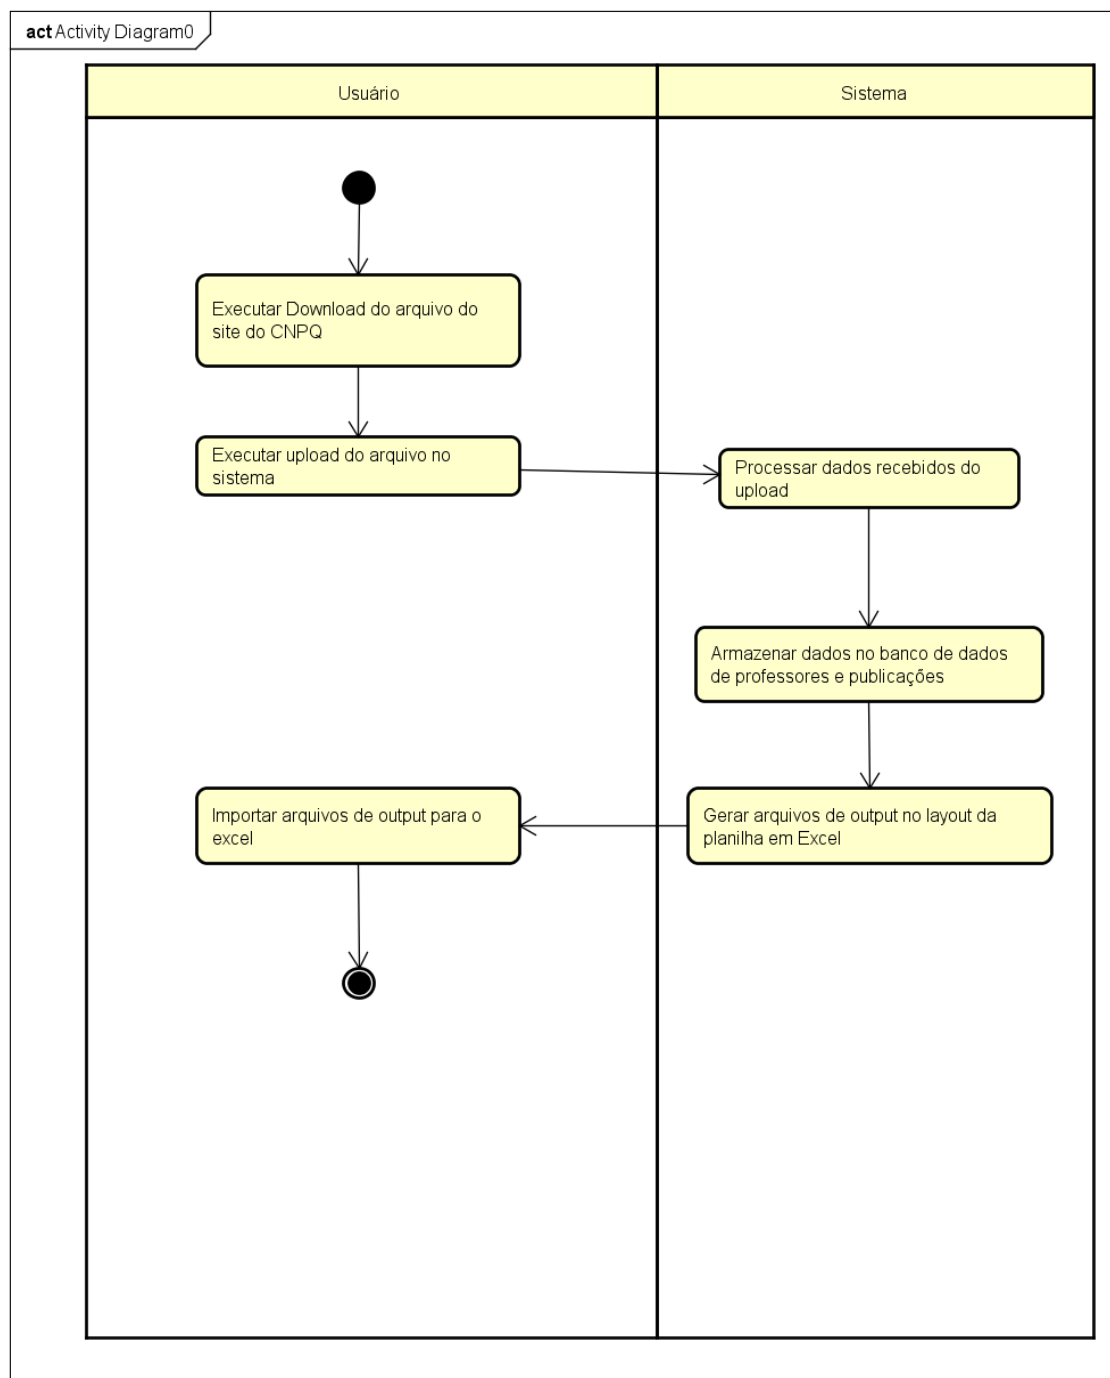 act Activity Diagram0
Usuário
Sistema
Executar Download do arquivo do
site do CNPQ
Executar upload do arquivo no
sistema
Processar dados recebidos do
upload
Armazenar dados no banco de dados
de professores e publicações
Importar arquivos de output para o
excel
Gerar arquivos de output no layout da
planilha em Excel